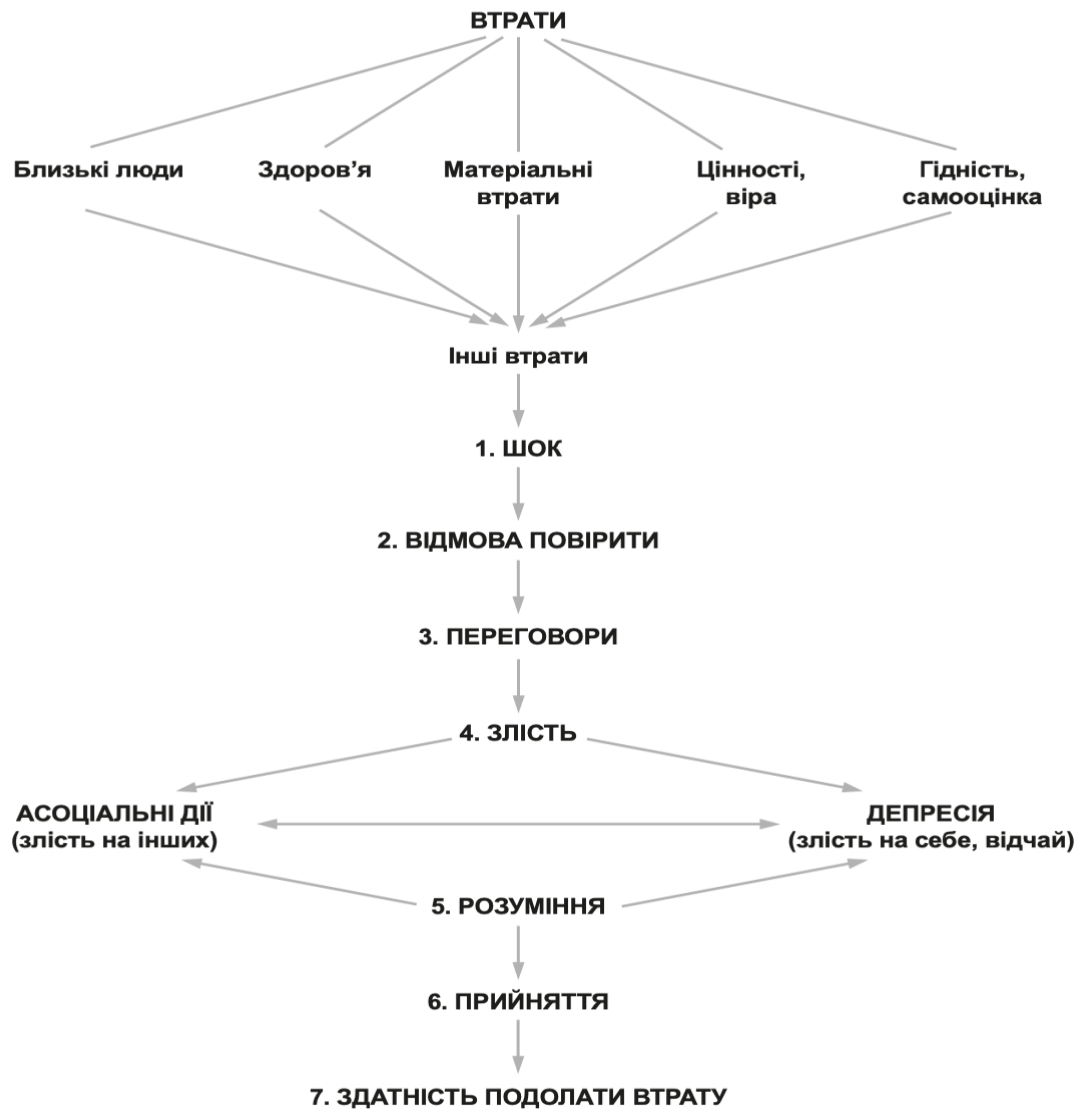 ВТРАТИ
Близькі люди
Здоров’я
Матеріальні
втрати
Цінності,
віра
Гідність,
самооцінка
Інші втрати
1. ШОК
2. ВІДМОВА ПОВІРИТИ
3. ПЕРЕГОВОРИ
4. ЗЛІСТЬ
АСОЦІАЛЬНІ ДІЇ
(злість на інших)
ДЕПРЕСІЯ
(злість на себе, відчай)
5. РОЗУМІННЯ
6. ПРИЙНЯТТЯ
7. ЗДАТНІСТЬ ПОДОЛАТИ ВТРАТУ